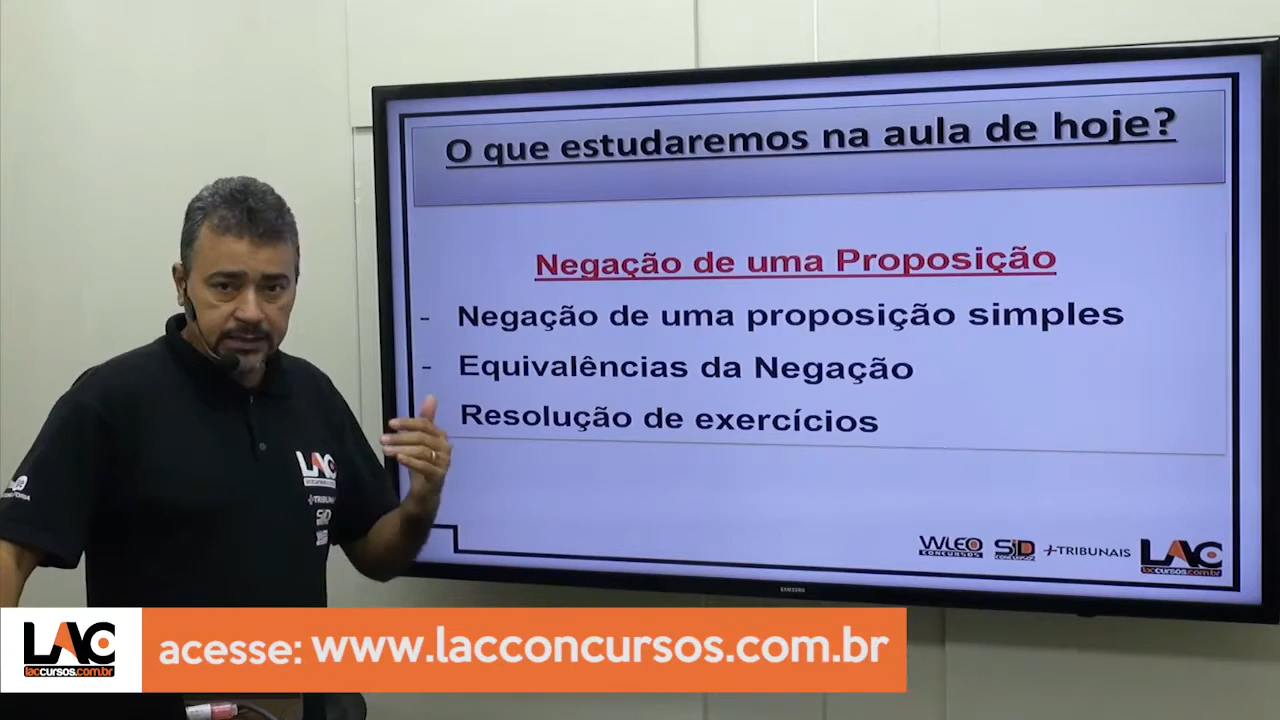 O que estudaremos na aula de hoje?
Negação de uma Proposição
- Negação de uma proposição simples
- Equivalências da Negação
Resolução de exercícios
WLEO
CONCURSOS
SID
CONCURSOS
+TRIBUNAIS
LAC
laccursos.com.br
SAMSUNG
LAC
+TRIBUNAIS
SID
LAC
laccursos.com.br
acesse: www.lacconcursos.com.br